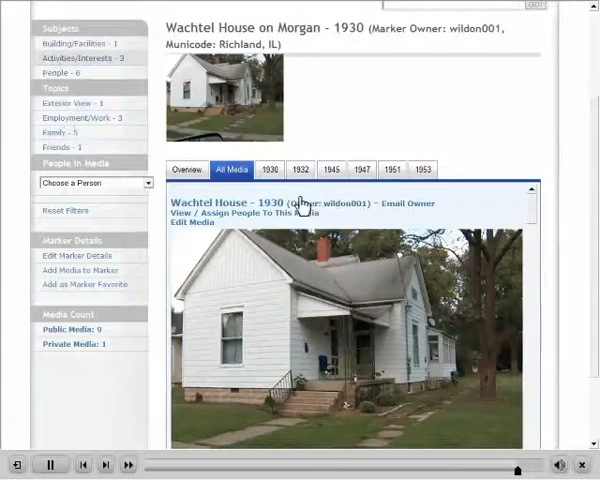 GO!
Subjects
Building/Facilities - 1
Activities/Interests - 3
People - 6
Topics
Exterior View - 1
Employment/Work - 3
Family - 5
Friends - 1
People In Media
Choose a Person
Reset Filters
Marker Details
Edit Marker Details
Add Media to Marker
Add as Marker Favorite
Media Count
Public Media: 9
Private Media: 1
Wachtel House on Morgan - 1930 (Marker Owner: wildon001,
Municode: Richland, IL)
Overview All Media 1930 1932 1945 1947 1951 1953
Wachtel House - 1930 (Owner: wildon001) - Email Owner
View / Assign People To This Media
Edit Media